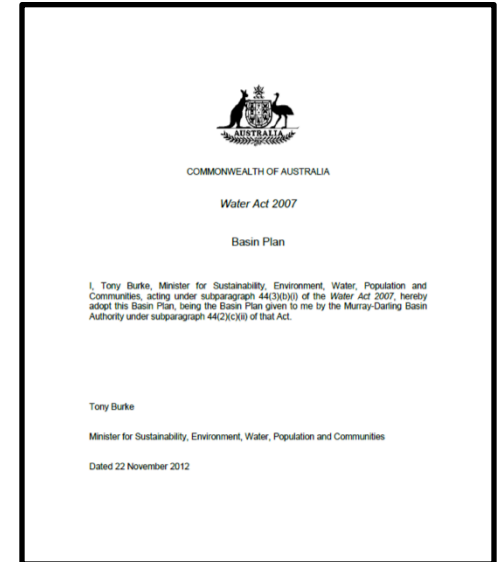 AUSTRALIA
COMMONWEALTH OF AUSTRALIA
Water Act 2007
Basin Plan
I, Tony Burke, Minister for Sustainability, Environment, Water, Population and
Communities, acting under subparagraph 44(3)(b)(i) of the Water Act 2007, hereby
adopt this Basin Plan, being the Basin Plan given to me by the Murray-Darling Basin
Authority under subparagraph 44(2)(c)(ii) of that Act.
Tony Burke
Minister for Sustainability, Environment, Water, Population and Communities
Dated 22 November 2012